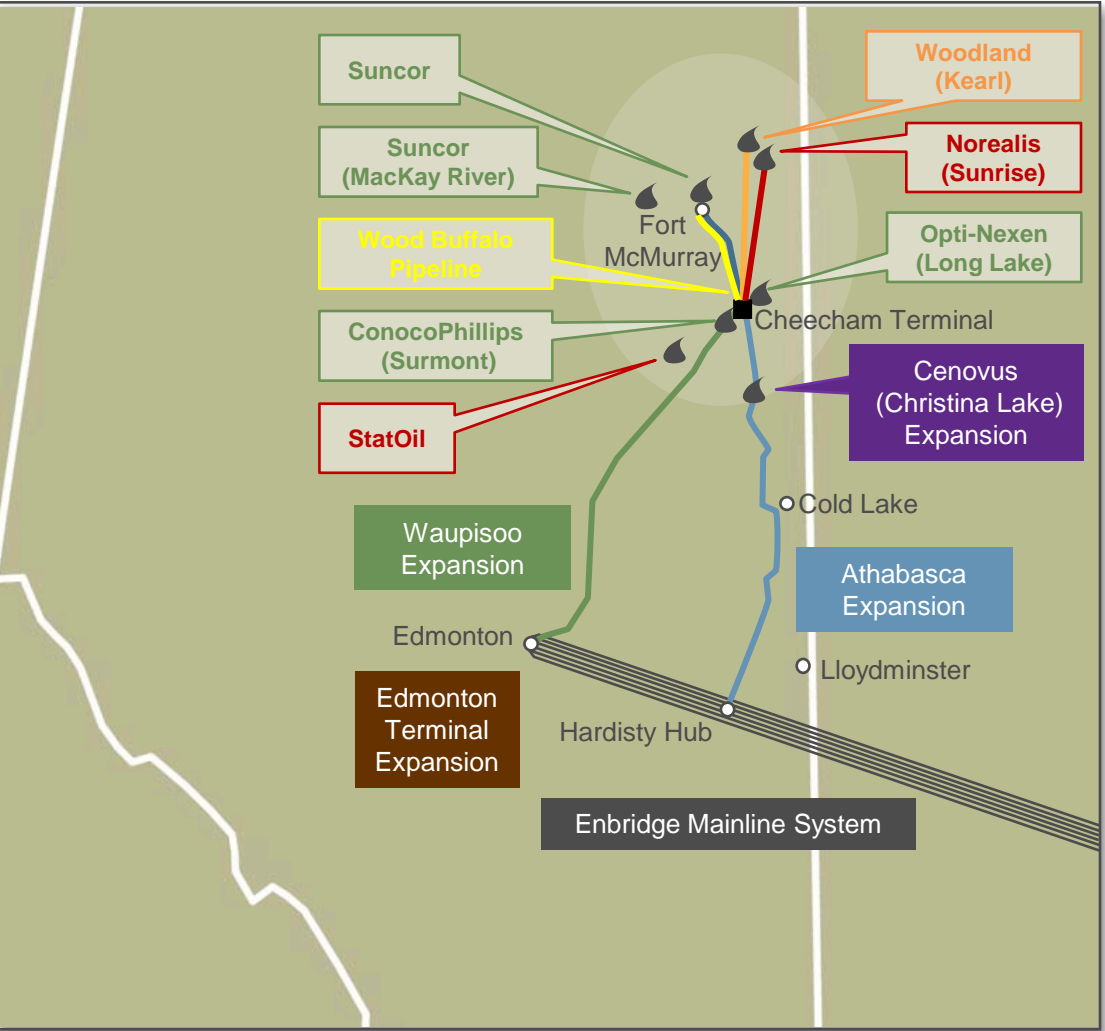 Suncor
Woodland
(Kearl)
Suncor
(MacKay River)
Norealis
(Sunrise)
Fort
McMurray
Wood Buffalo
Pipeline
Opti-Nexen
(Long Lake)
Cheecham Terminal
ConocoPhillips
(Surmont)
Cenovus
(Christina Lake)
Expansion
StatOil
Cold Lake
Waupisoo
Expansion
Athabasca
Expansion
Edmonton
Lloydminster
Edmonton
Terminal
Expansion
Hardisty Hub
Enbridge Mainline System